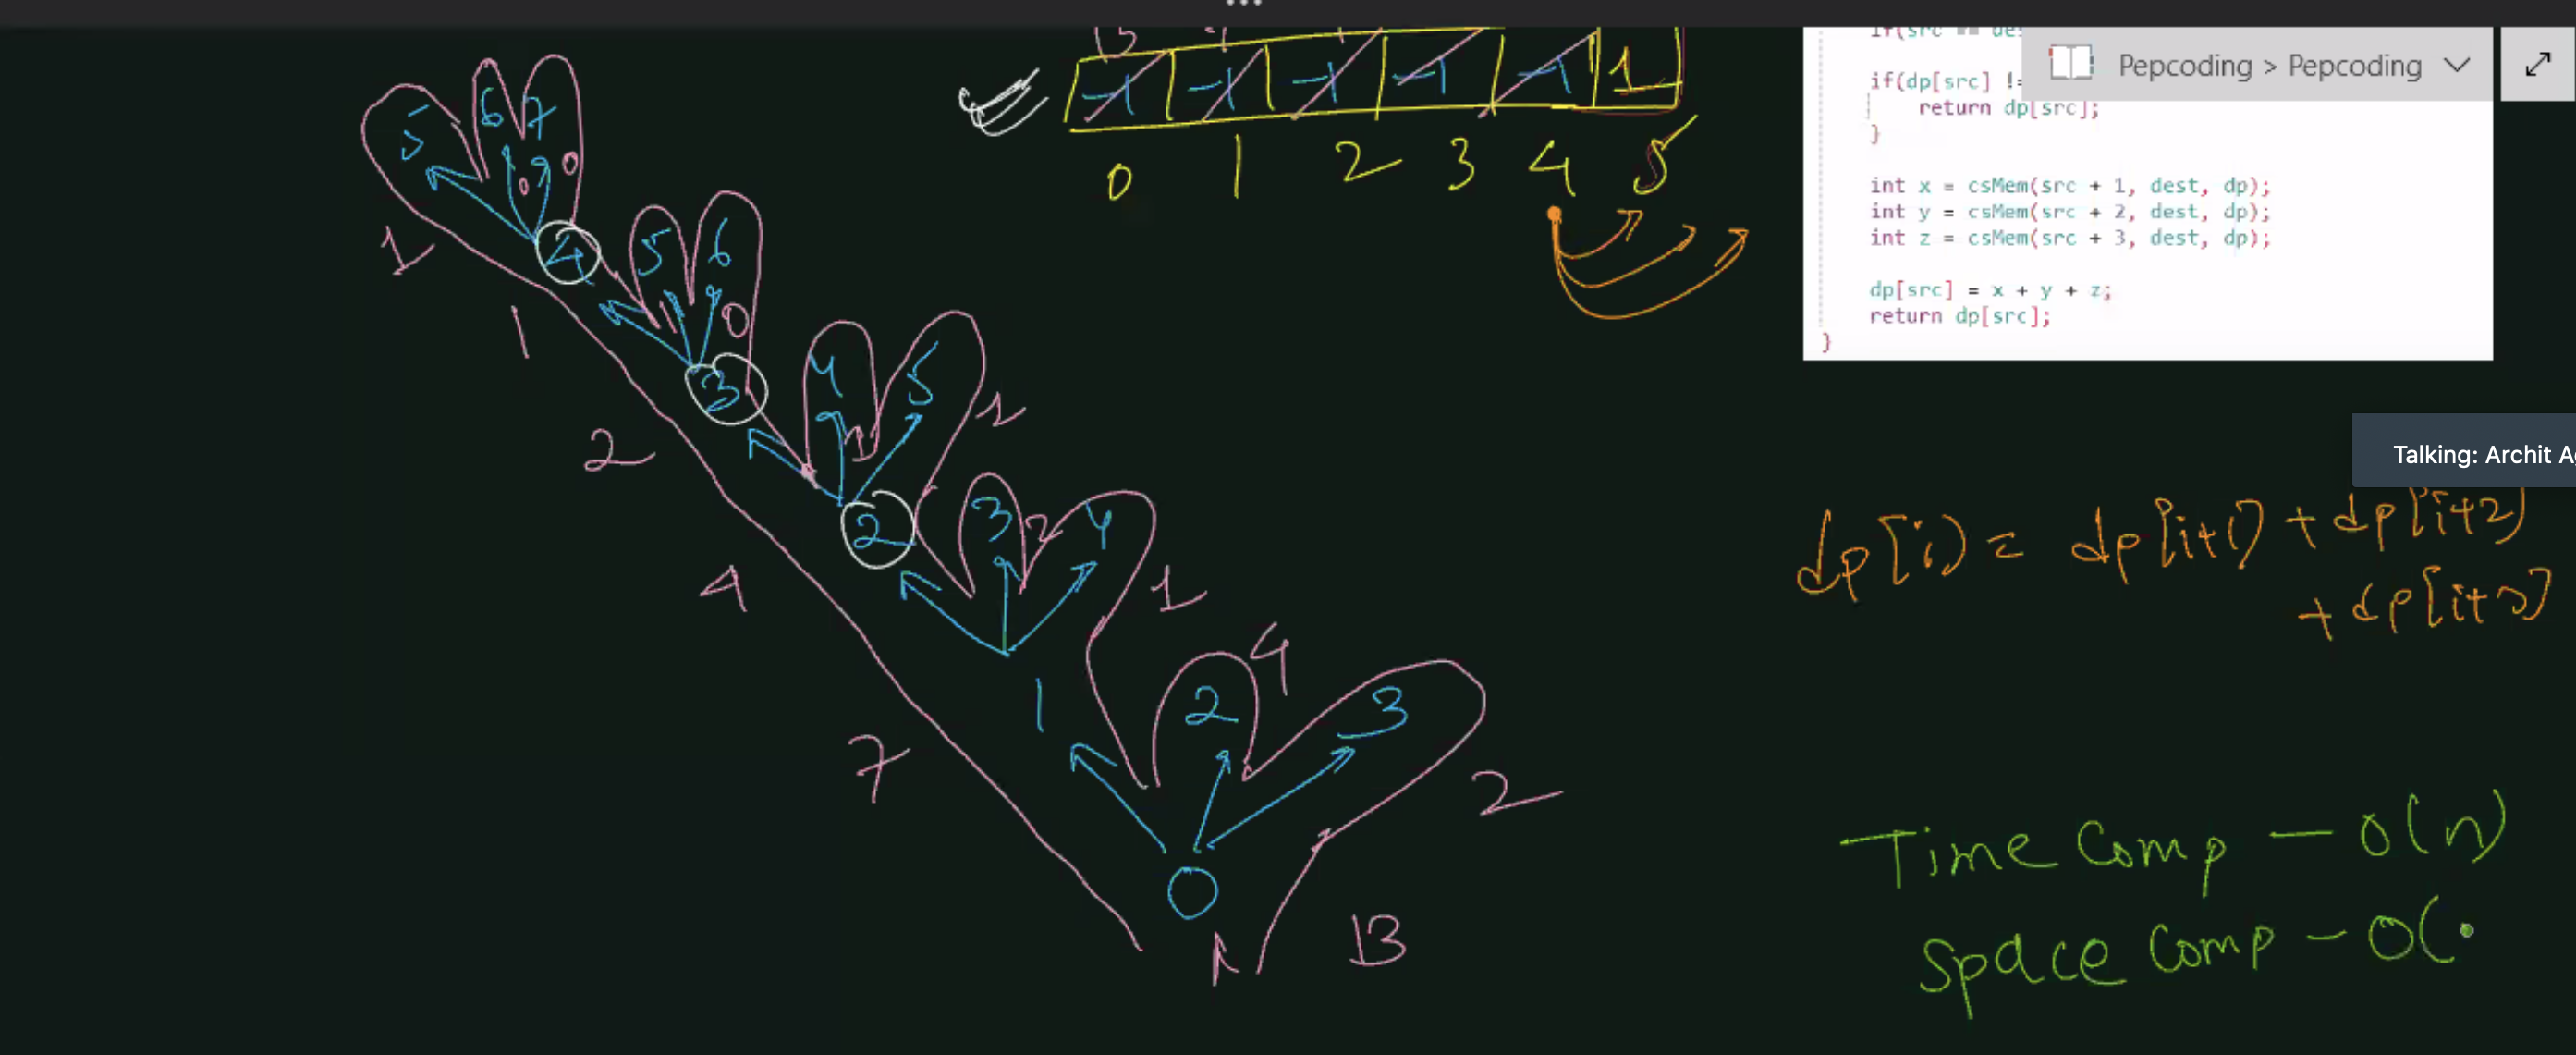 -1 -1 -1 -1 -1 1
0 1 2 3 4 5
if(dp[src] !=
return dp[src];
}
Pepcoding > Pepcoding
int x = csMem(src + 1, dest, dp);
int y = csMem(src + 2, dest, dp);
int z = csMem(src + 3, dest, dp);
dp[src] = x + y + z;
return dp[src];
}
Talking: Archit A
5 6 7
0 0
1 4 5 6
1 1 0
2 3 4 5 1
1
4 2 3 2 4 1
7 1 2 4 3 2
0
13
dp[i] = dp[i+1] + dp[i+2]
+ dp[i+3]
Time Comp - O(n)
Space Comp - O(